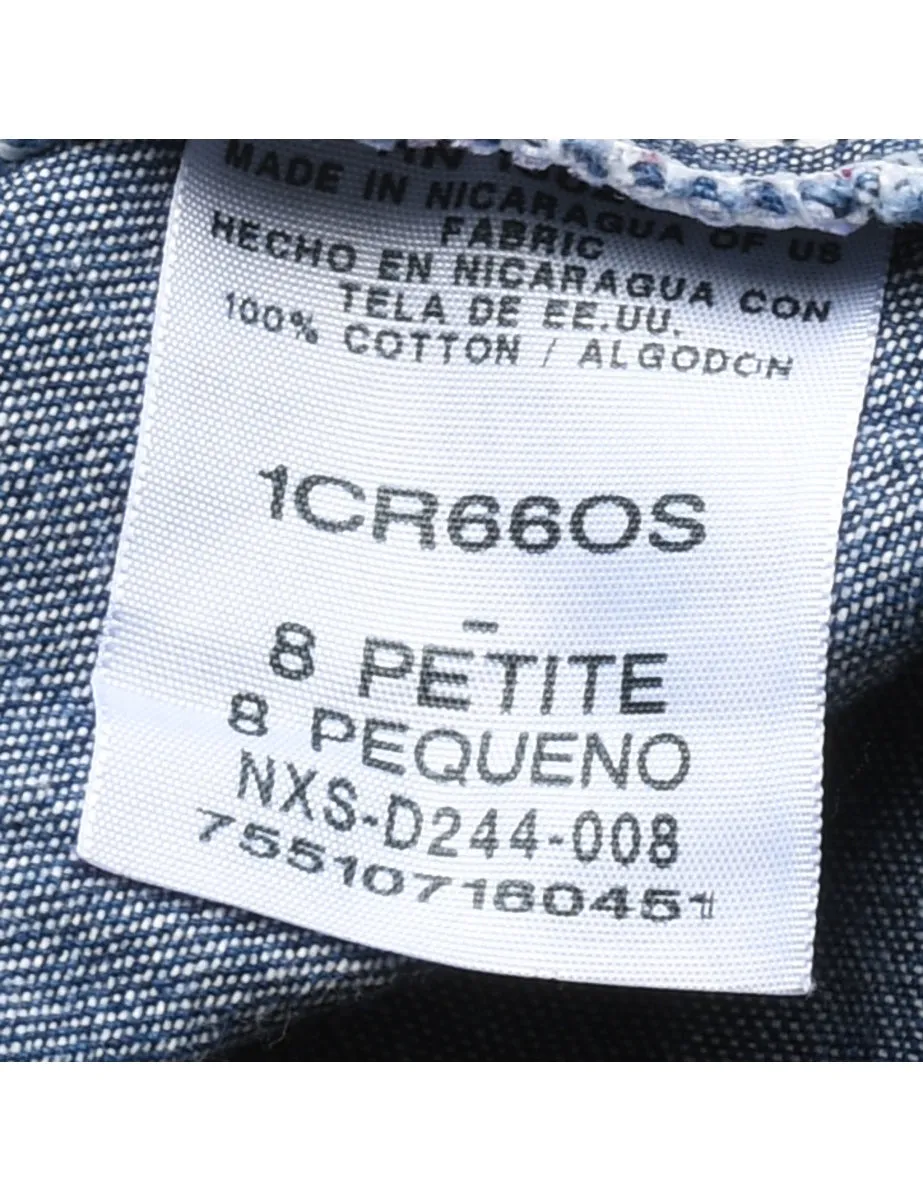 MADE IN NICARAGUA OF US
FABRIC
HECHO EN NICARAGUA CON
TELA DE EE.UU.
100% COTTON / ALGODON
1CR66OS
8 PETITE
8 PEQUENO
NXS-D244-008
755107180451